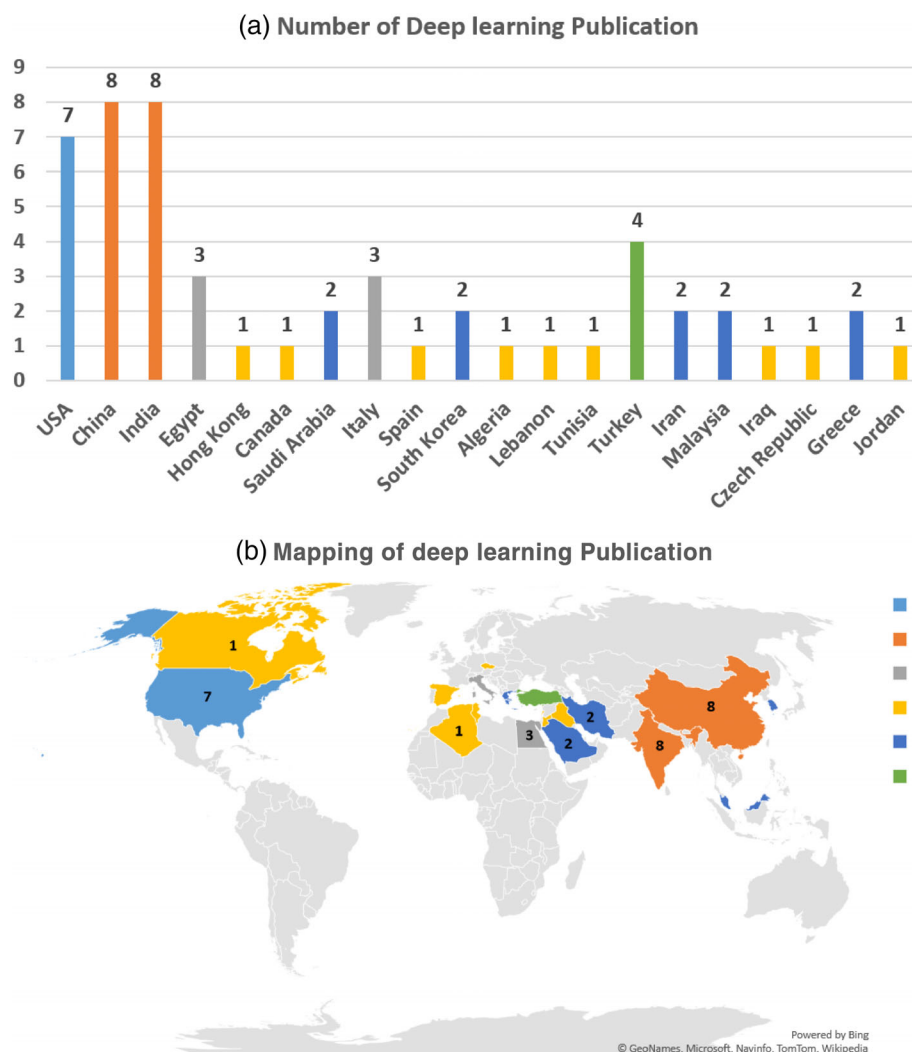 (a) Number of Deep learning Publication
9
8
7
6
5
4
3
2
1
0
7
8
8
3
1
1
2
3
1
2
1
1
1
4
2
2
1
1
2
1
USA
China
India
Egypt
Hong Kong
Canada
Saudi Arabia
Italy
Spain
South Korea
Algeria
Lebanon
Tunisia
Turkey
Iran
Malaysia
Iraq
Czech Republic
Greece
Jordan
(b) Mapping of deep learning Publication
1
7
1
3
2
2
8
8
Powered by Bing
© GeoNames, Microsoft, Navinfo, TomTom, Wikipedia